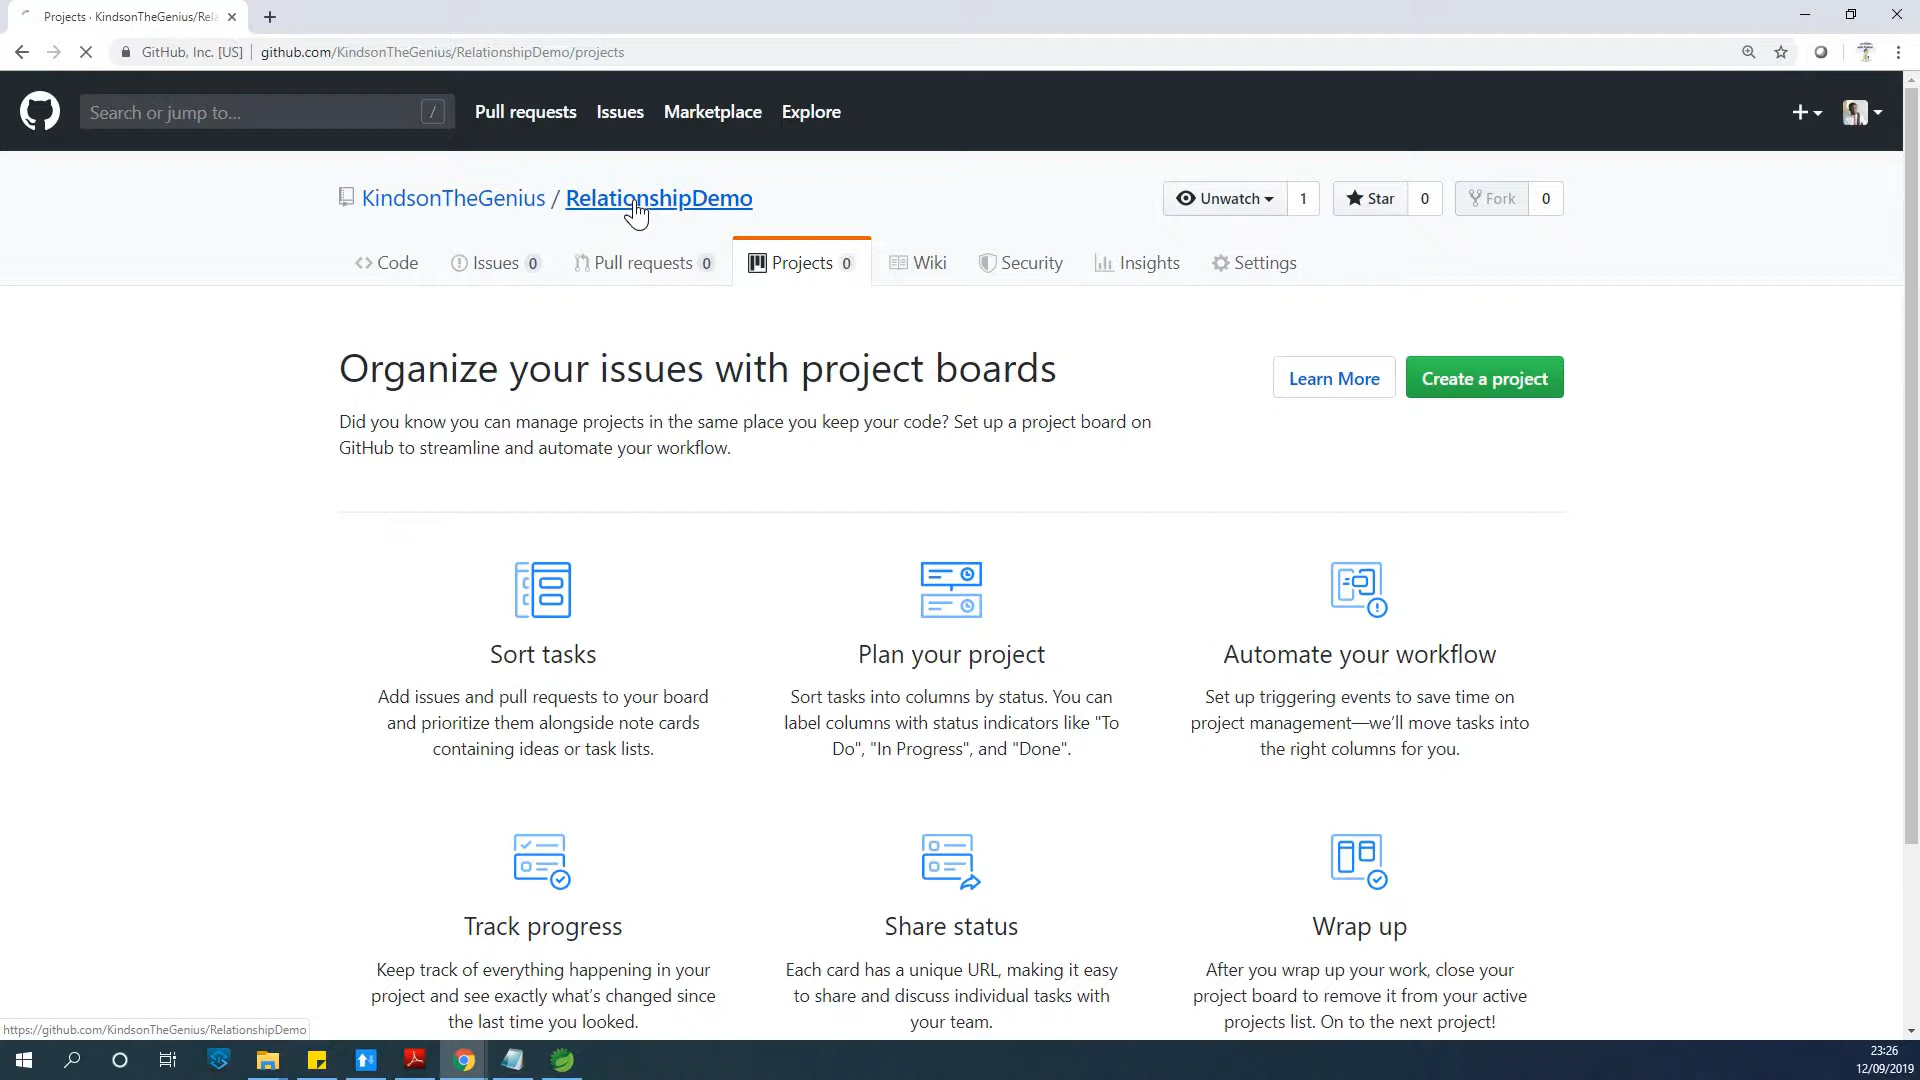 Projects · KindsonTheGenius/Rela
GitHub, Inc. [US] github.com/KindsonTheGenius/RelationshipDemo/projects
Search or jump to... / Pull requests Issues Marketplace Explore
KindsonTheGenius / RelationshipDemo Unwatch 1 Star 0 Fork 0
Code Issues 0 Pull requests 0 Projects 0 Wiki Security Insights Settings
Organize your issues with project boards
Learn More Create a project
Did you know you can manage projects in the same place you keep your code? Set up a project board on
GitHub to streamline and automate your workflow.
Sort tasks
Add issues and pull requests to your board
and prioritize them alongside note cards
containing ideas or task lists.
Plan your project
Sort tasks into columns by status. You can
label columns with status indicators like "To
Do", "In Progress", and "Done".
Automate your workflow
Set up triggering events to save time on
project management—we'll move tasks into
the right columns for you.
Track progress
Keep track of everything happening in your
project and see exactly what's changed since
the last time you looked.
Share status
Each card has a unique URL, making it easy
to share and discuss individual tasks with
your team.
Wrap up
After you wrap up your work, close your
project board to remove it from your active
projects list. On to the next project!
https://github.com/KindsonTheGenius/RelationshipDemo
23:26
12/09/2019